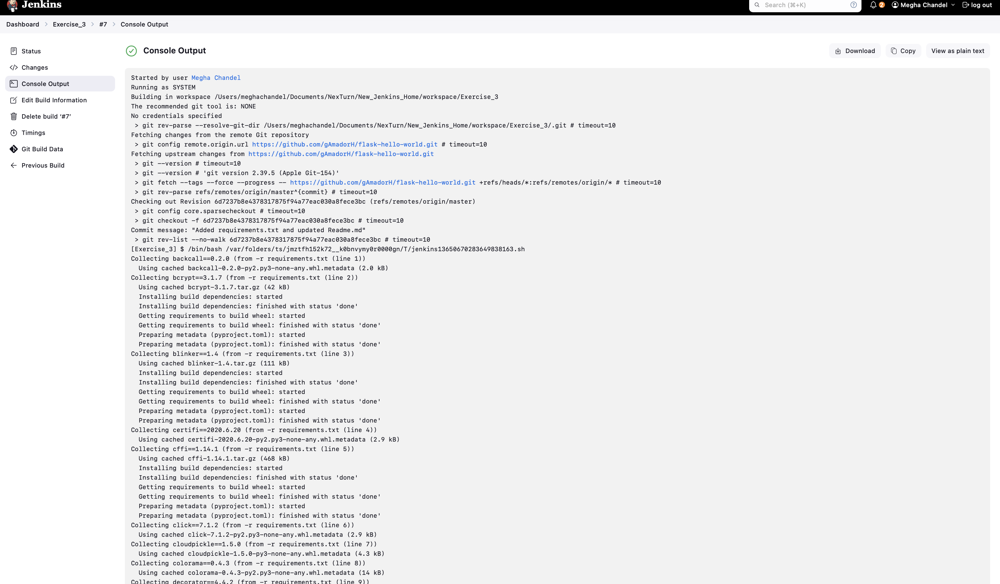 Jenkins
Search (⌘+K)
2
Megha Chandel
log out
Dashboard > Exercise_3 > #7 > Console Output
Status
Changes
Console Output
Edit Build Information
Delete build ‘#7’
Timings
Git Build Data
Previous Build
Console Output
Download
Copy
View as plain text
Started by user Megha Chandel
Running as SYSTEM
Building in workspace /Users/meghachandel/Documents/NexTurn/New_Jenkins_Home/workspace/Exercise_3
The recommended git tool is: NONE
No credentials specified
 > git rev-parse --resolve-git-dir /Users/meghachandel/Documents/NexTurn/New_Jenkins_Home/workspace/Exercise_3/.git # timeout=10
Fetching changes from the remote Git repository
 > git config remote.origin.url https://github.com/gAmadorH/flask-hello-world.git # timeout=10
Fetching upstream changes from https://github.com/gAmadorH/flask-hello-world.git
 > git --version # timeout=10
 > git --version # 'git version 2.39.5 (Apple Git-154)'
 > git fetch --tags --force --progress -- https://github.com/gAmadorH/flask-hello-world.git +refs/heads/*:refs/remotes/origin/* # timeout=10
 > git rev-parse refs/remotes/origin/master^{commit} # timeout=10
Checking out Revision 6d7237b8e4378317875f94a77eac030a8fece3bc (refs/remotes/origin/master)
 > git config core.sparsecheckout # timeout=10
 > git checkout -f 6d7237b8e4378317875f94a77eac030a8fece3bc # timeout=10
Commit message: "Added requirements.txt and updated Readme.md"
 > git rev-list --no-walk 6d7237b8e4378317875f94a77eac030a8fece3bc # timeout=10
[Exercise_3] $ /bin/bash /var/folders/ts/jmztfh152k72__k0bnvymy0r0000gn/T/jenkins13650670283649838163.sh
Collecting backcall==0.2.0 (from -r requirements.txt (line 1))
  Using cached backcall-0.2.0-py2.py3-none-any.whl.metadata (2.0 kB)
Collecting bcrypt==3.1.7 (from -r requirements.txt (line 2))
  Using cached bcrypt-3.1.7.tar.gz (42 kB)
  Installing build dependencies: started
  Installing build dependencies: finished with status 'done'
  Getting requirements to build wheel: started
  Getting requirements to build wheel: finished with status 'done'
  Preparing metadata (pyproject.toml): started
  Preparing metadata (pyproject.toml): finished with status 'done'
Collecting blinker==1.4 (from -r requirements.txt (line 3))
  Using cached blinker-1.4.tar.gz (111 kB)
  Installing build dependencies: started
  Installing build dependencies: finished with status 'done'
  Getting requirements to build wheel: started
  Getting requirements to build wheel: finished with status 'done'
  Preparing metadata (pyproject.toml): started
  Preparing metadata (pyproject.toml): finished with status 'done'
Collecting certifi==2020.6.20 (from -r requirements.txt (line 4))
  Using cached certifi-2020.6.20-py2.py3-none-any.whl.metadata (2.9 kB)
Collecting cffi==1.14.1 (from -r requirements.txt (line 5))
  Using cached cffi-1.14.1.tar.gz (468 kB)
  Installing build dependencies: started
  Installing build dependencies: finished with status 'done'
  Getting requirements to build wheel: started
  Getting requirements to build wheel: finished with status 'done'
  Preparing metadata (pyproject.toml): started
  Preparing metadata (pyproject.toml): finished with status 'done'
Collecting click==7.1.2 (from -r requirements.txt (line 6))
  Using cached click-7.1.2-py2.py3-none-any.whl.metadata (2.9 kB)
Collecting cloudpickle==1.5.0 (from -r requirements.txt (line 7))
  Using cached cloudpickle-1.5.0-py3-none-any.whl.metadata (4.3 kB)
Collecting colorama==0.4.3 (from -r requirements.txt (line 8))
  Using cached colorama-0.4.3-py2.py3-none-any.whl.metadata (14 kB)
Collecting decorator==4.4.2 (from -r requirements.txt (line 9))